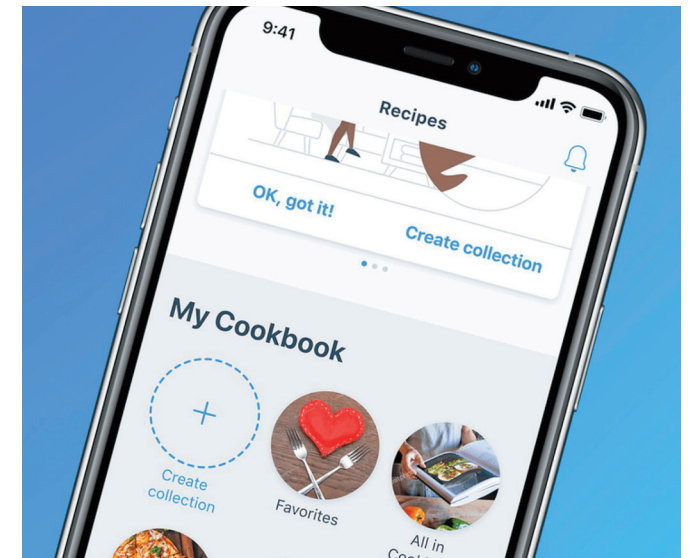 9:41
Recipes
OK, got it!
Create collection
My Cookbook
Create
collection
Favorites
All in